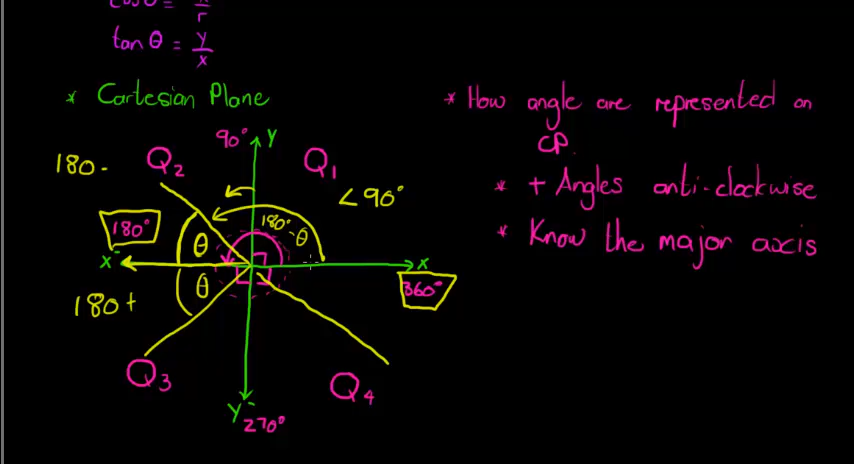 cos θ = x/r
tan θ = y/x
* Cartesian Plane
90°
Y
Q2
Q1
180 -
∠90°
180° - θ
180°
θ
X⁻
X
360°
θ
180+
Q3
Q4
Y⁻
270°
* How angle are represented on
CP.
* + Angles anti-clockwise
* Know the major axis